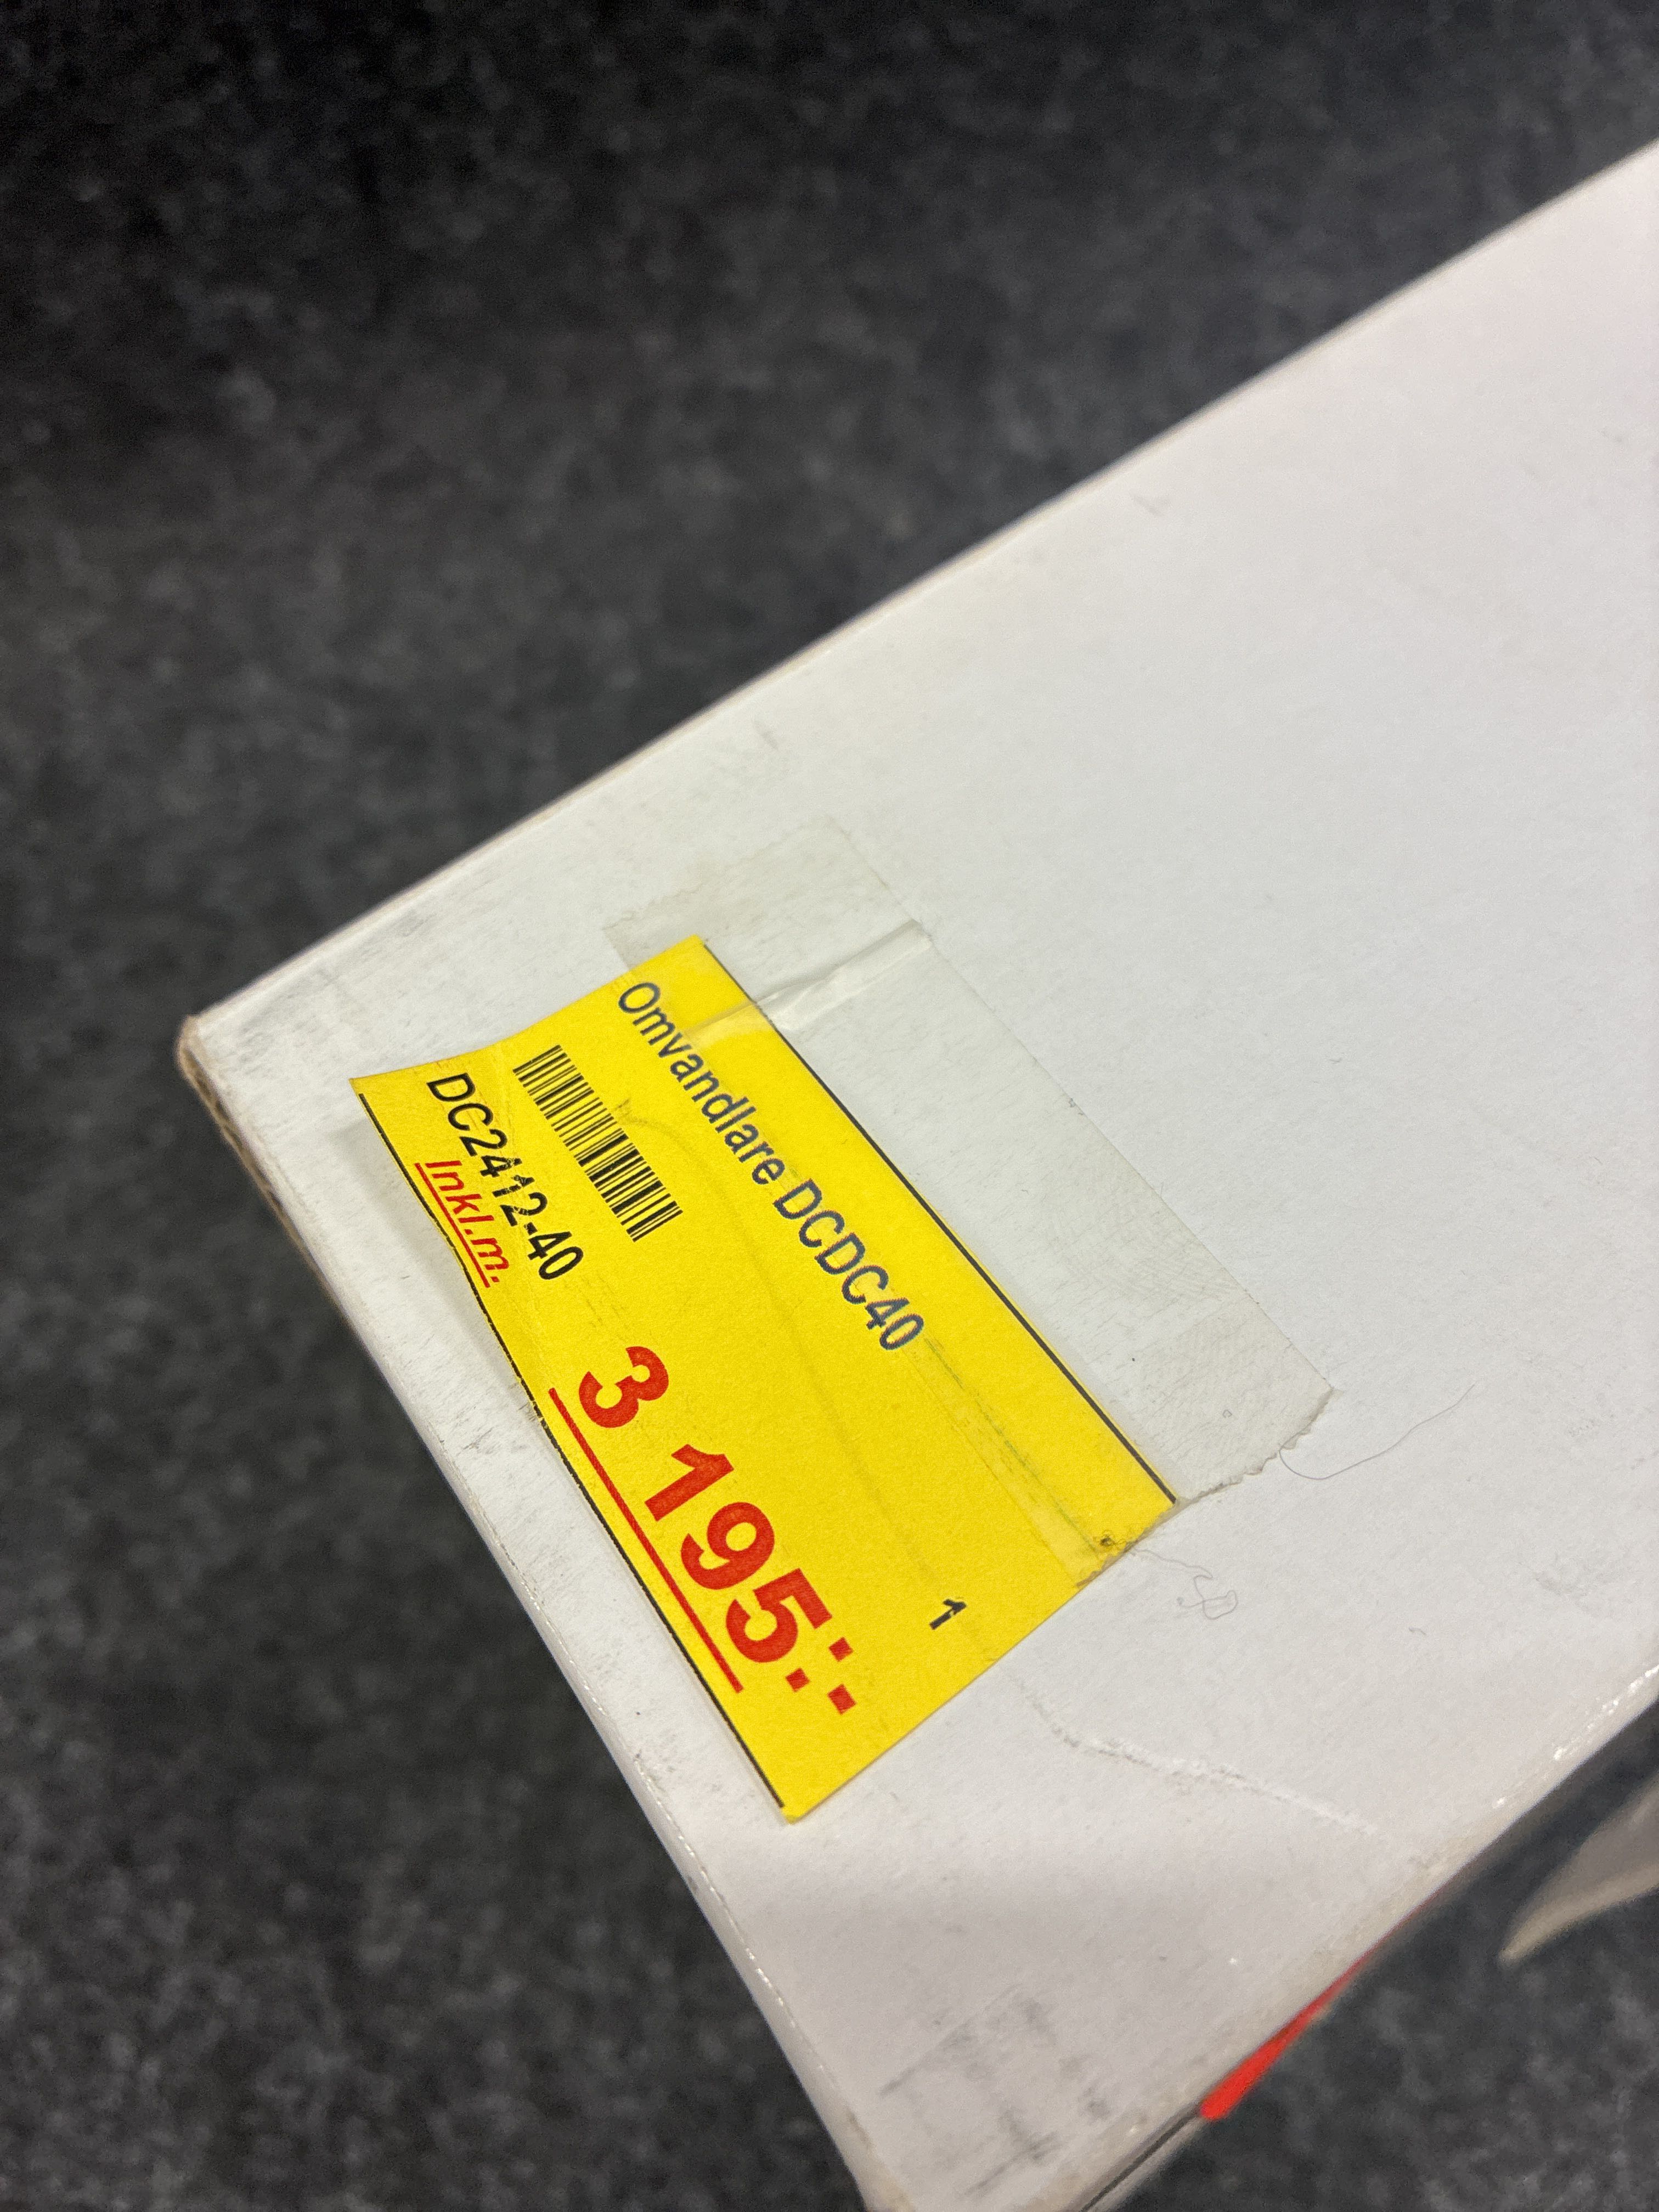 Omvandlare DCDC40
1
DC2412-40
Inkl.m.
3 195:-